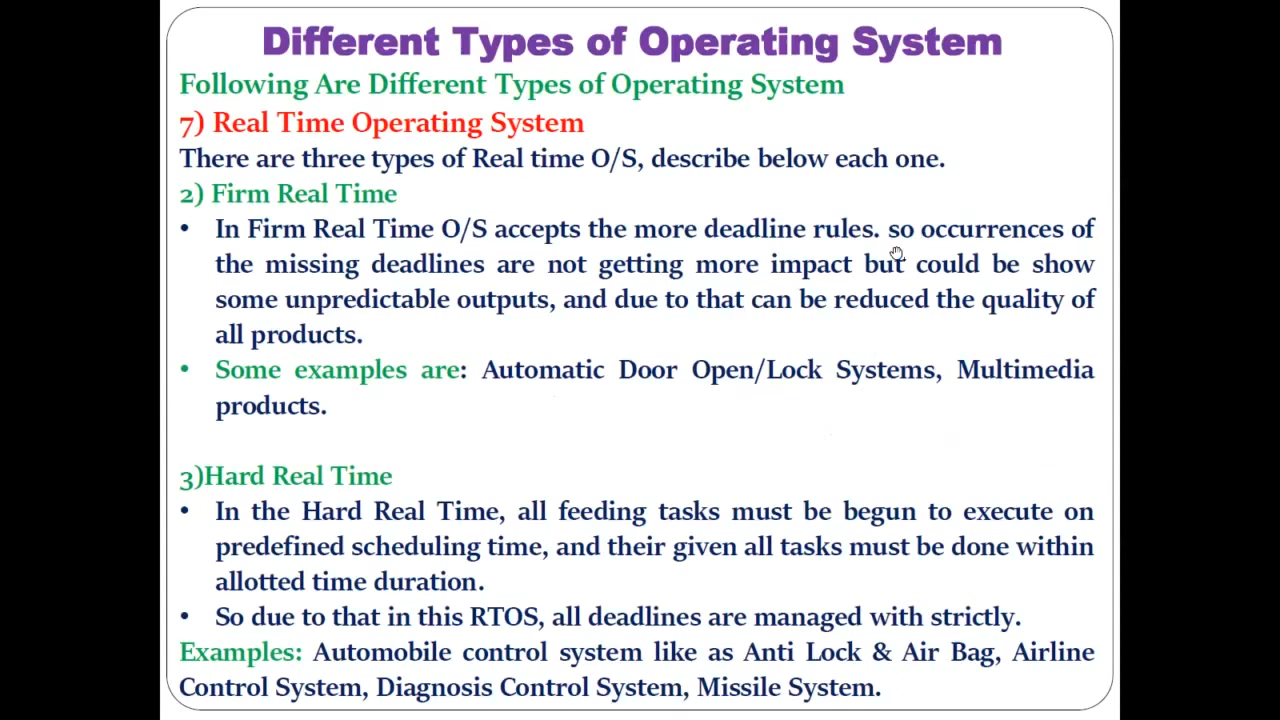 Different Types of Operating System
Following Are Different Types of Operating System
7) Real Time Operating System
There are three types of Real time O/S, describe below each one.
2) Firm Real Time
• In Firm Real Time O/S accepts the more deadline rules. so occurrences of
the missing deadlines are not getting more impact but could be show
some unpredictable outputs, and due to that can be reduced the quality of
all products.
• Some examples are: Automatic Door Open/Lock Systems, Multimedia
products.
3)Hard Real Time
• In the Hard Real Time, all feeding tasks must be begun to execute on
predefined scheduling time, and their given all tasks must be done within
allotted time duration.
• So due to that in this RTOS, all deadlines are managed with strictly.
Examples: Automobile control system like as Anti Lock & Air Bag, Airline
Control System, Diagnosis Control System, Missile System.